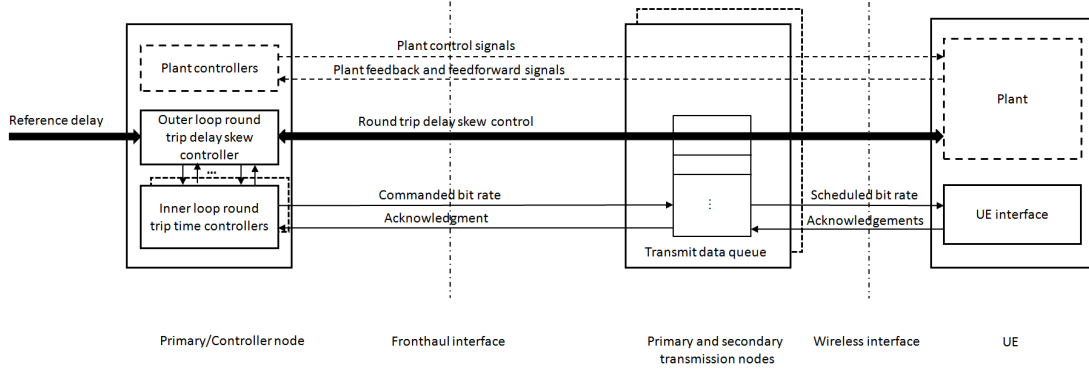 Plant control signals
Plant controllers
Plant feedback and feedforward signals
Plant
Reference delay
Outer loop round
trip delay skew
controller
Round trip delay skew control
...
Inner loop round
trip time controllers
Commanded bit rate
Acknowledgment
⋮
Scheduled bit rate
Acknowledgements
UE interface
Transmit data queue
Primary/Controller node
Fronthaul interface
Primary and secondary
transmission nodes
Wireless interface
UE